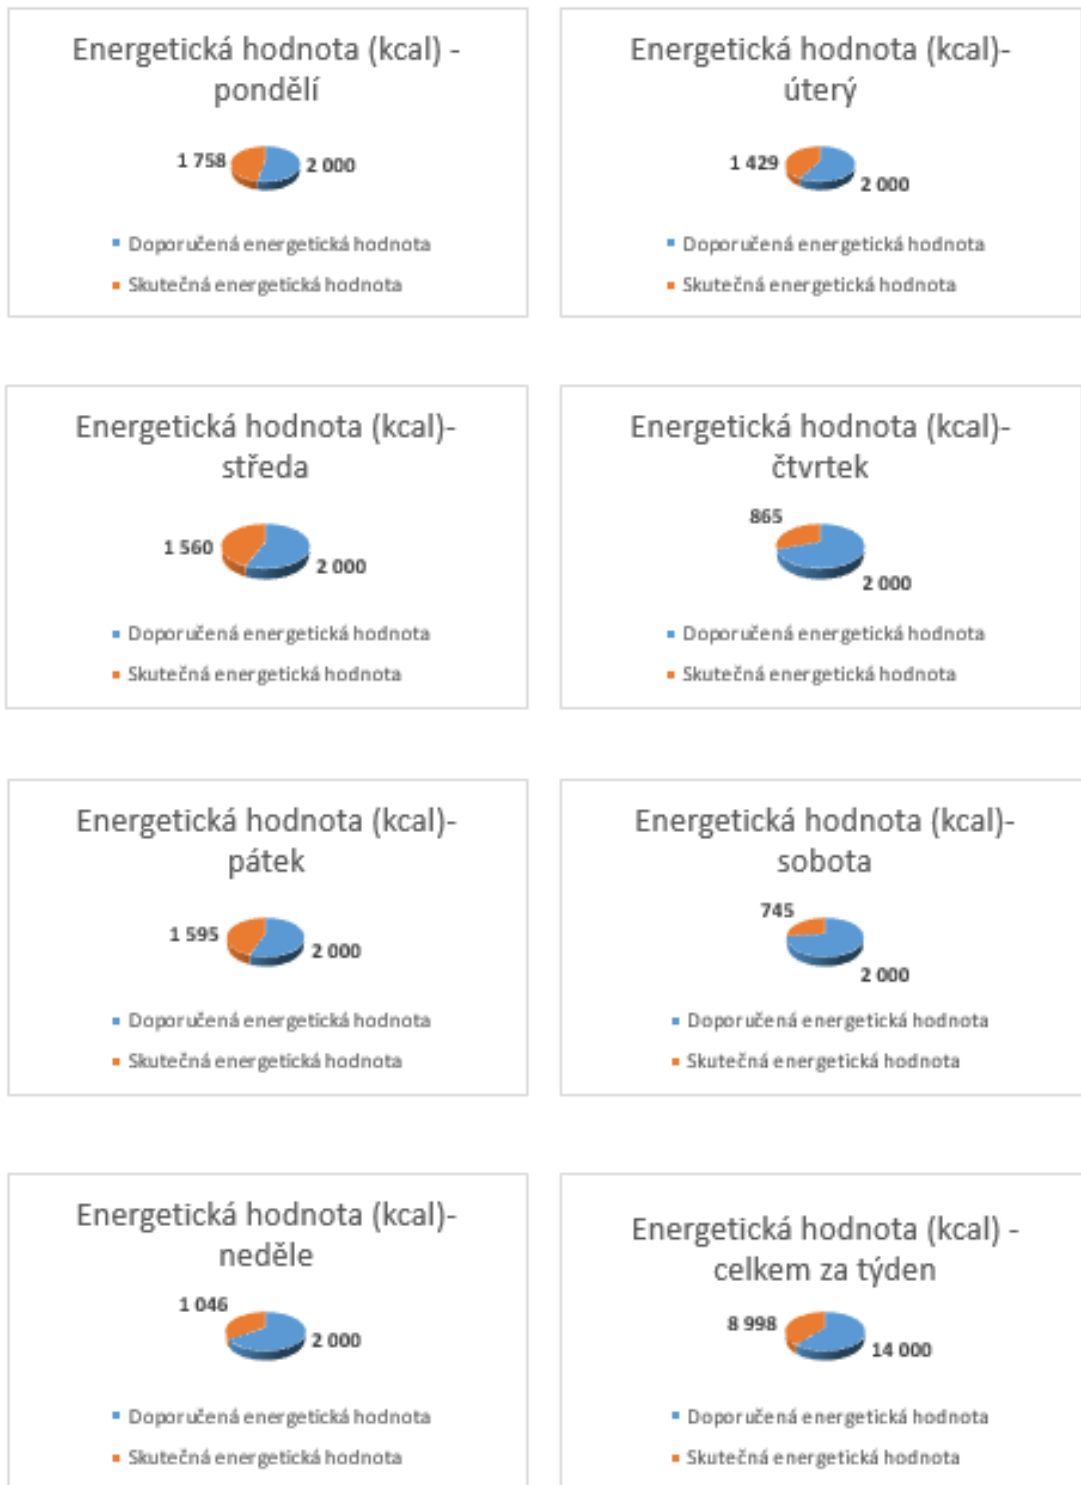 Energetická hodnota (kcal) -
pondělí
1 758
2 000
Doporučená energetická hodnota
Skutečná energetická hodnota
Energetická hodnota (kcal)-
úterý
1 429
2 000
Doporučená energetická hodnota
Skutečná energetická hodnota
Energetická hodnota (kcal)-
středa
1 560
2 000
Doporučená energetická hodnota
Skutečná energetická hodnota
Energetická hodnota (kcal)-
čtvrtek
865
2 000
Doporučená energetická hodnota
Skutečná energetická hodnota
Energetická hodnota (kcal)-
pátek
1 595
2 000
Doporučená energetická hodnota
Skutečná energetická hodnota
Energetická hodnota (kcal)-
sobota
745
2 000
Doporučená energetická hodnota
Skutečná energetická hodnota
Energetická hodnota (kcal)-
neděle
1 046
2 000
Doporučená energetická hodnota
Skutečná energetická hodnota
Energetická hodnota (kcal) -
celkem za týden
8 998
14 000
Doporučená energetická hodnota
Skutečná energetická hodnota